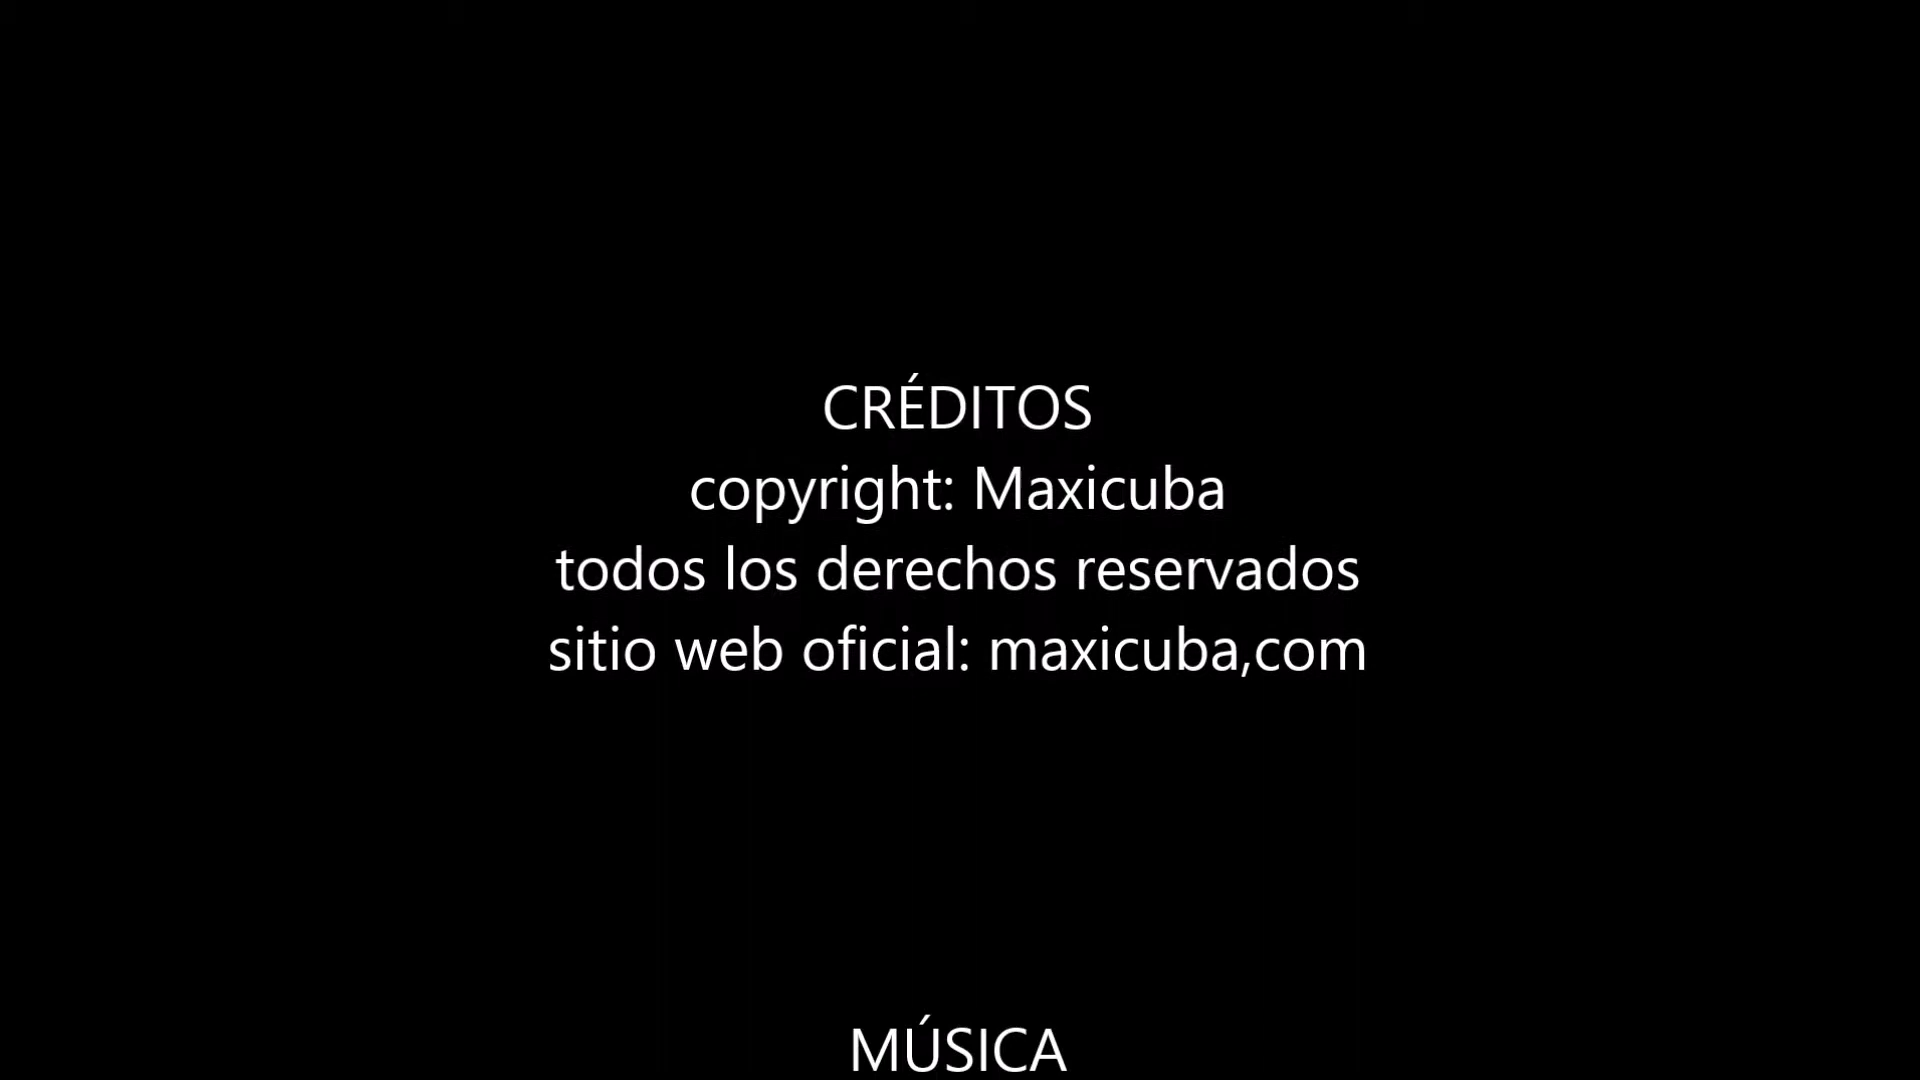 CRÉDITOS
copyright: Maxicuba
todos los derechos reservados
sitio web oficial: maxicuba,com
MÚSICA